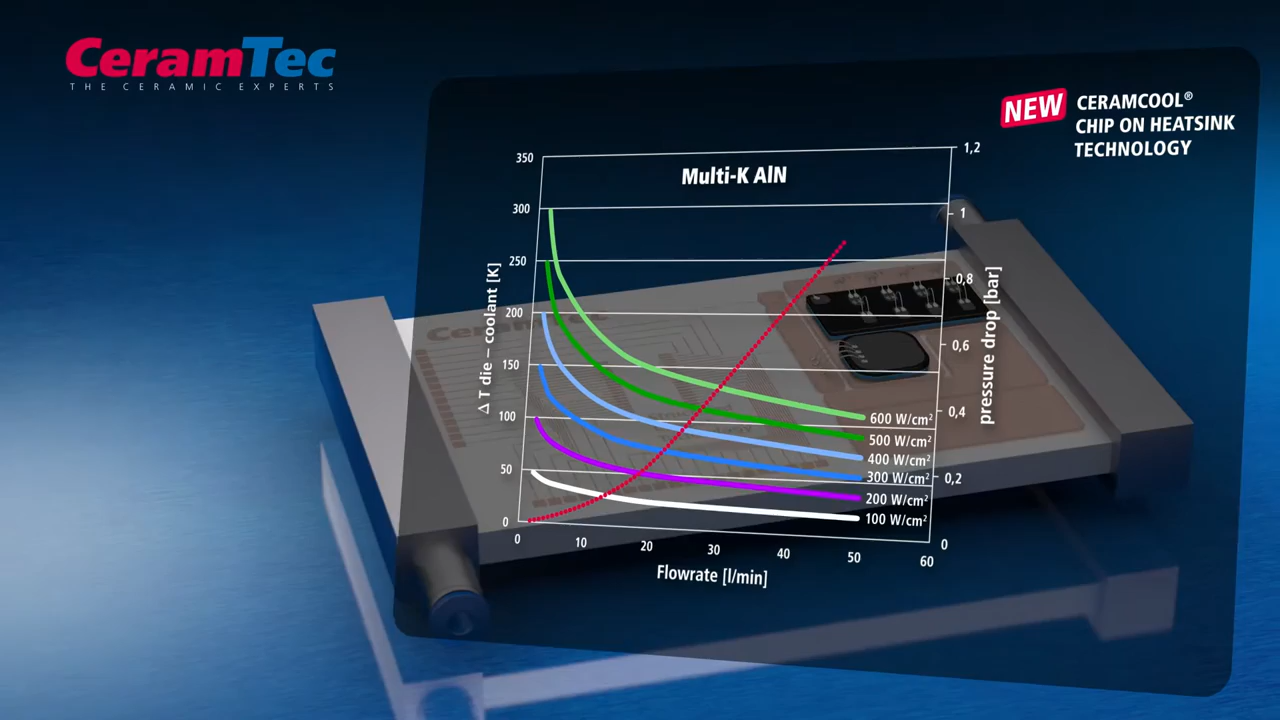 CeramTec
THE CERAMIC EXPERTS
NEW
CERAMCOOL®
CHIP ON HEATSINK
TECHNOLOGY
Multi-K AlN
350
300
250
200
150
100
50
0
Δ T die – coolant [K]
1,2
1
0,8
0,6
0,4
0,2
0
pressure drop [bar]
600 W/cm²
500 W/cm²
400 W/cm²
300 W/cm²
200 W/cm²
100 W/cm²
0
10
20
30
40
50
60
Flowrate [l/min]
CeramTec